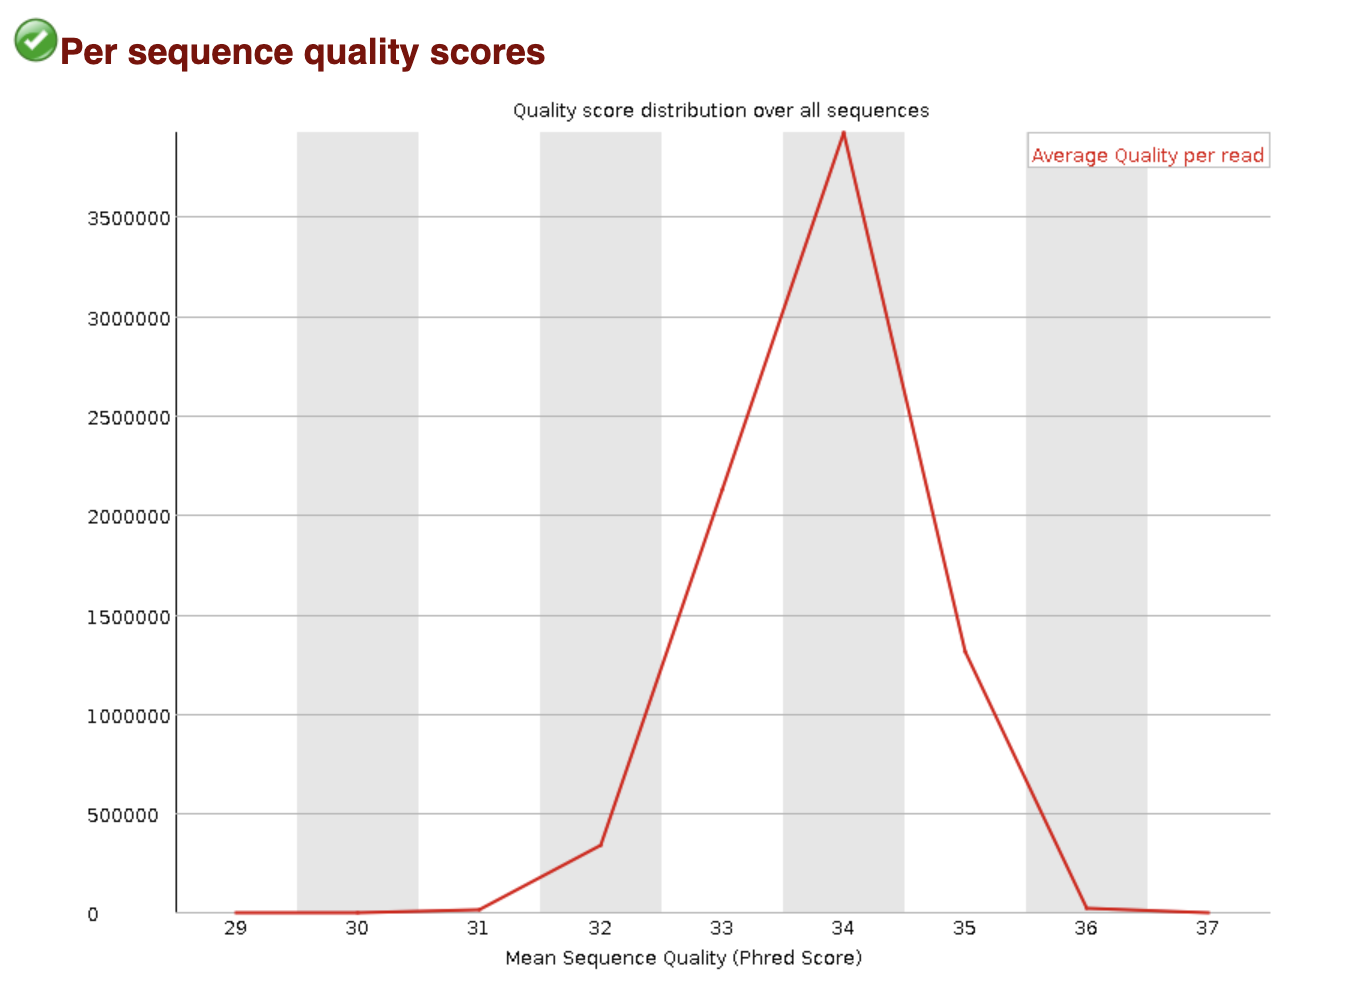 Per sequence quality scores
Quality score distribution over all sequences
Average Quality per read
3500000
3000000
2500000
2000000
1500000
1000000
500000
0
29 30 31 32 33 34 35 36 37
Mean Sequence Quality (Phred Score)